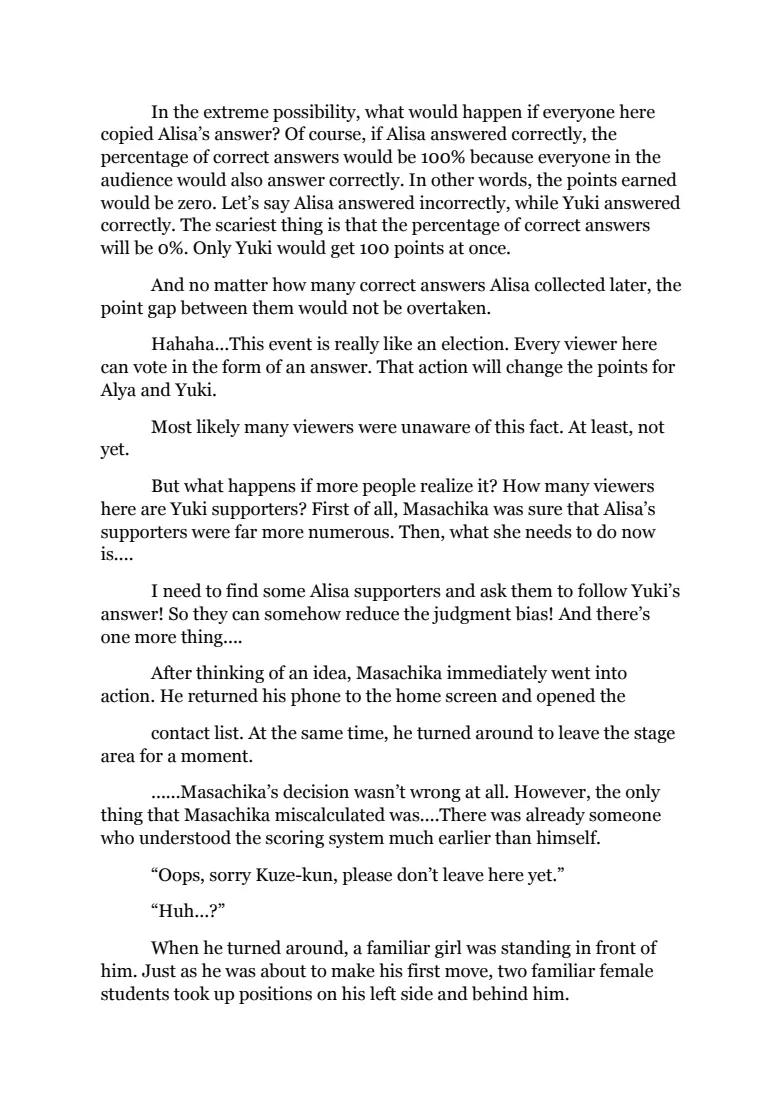 In the extreme possibility, what would happen if everyone here
copied Alisa’s answer? Of course, if Alisa answered correctly, the
percentage of correct answers would be 100% because everyone in the
audience would also answer correctly. In other words, the points earned
would be zero. Let’s say Alisa answered incorrectly, while Yuki answered
correctly. The scariest thing is that the percentage of correct answers
will be 0%. Only Yuki would get 100 points at once.
And no matter how many correct answers Alisa collected later, the
point gap between them would not be overtaken.
Hahaha...This event is really like an election. Every viewer here
can vote in the form of an answer. That action will change the points for
Alya and Yuki.
Most likely many viewers were unaware of this fact. At least, not
yet.
But what happens if more people realize it? How many viewers
here are Yuki supporters? First of all, Masachika was sure that Alisa’s
supporters were far more numerous. Then, what she needs to do now
is....
I need to find some Alisa supporters and ask them to follow Yuki’s
answer! So they can somehow reduce the judgment bias! And there’s
one more thing....
After thinking of an idea, Masachika immediately went into
action. He returned his phone to the home screen and opened the
contact list. At the same time, he turned around to leave the stage
area for a moment.
......Masachika’s decision wasn’t wrong at all. However, the only
thing that Masachika miscalculated was....There was already someone
who understood the scoring system much earlier than himself.
“Oops, sorry Kuze-kun, please don’t leave here yet.”
“Huh...?”
When he turned around, a familiar girl was standing in front of
him. Just as he was about to make his first move, two familiar female
students took up positions on his left side and behind him.